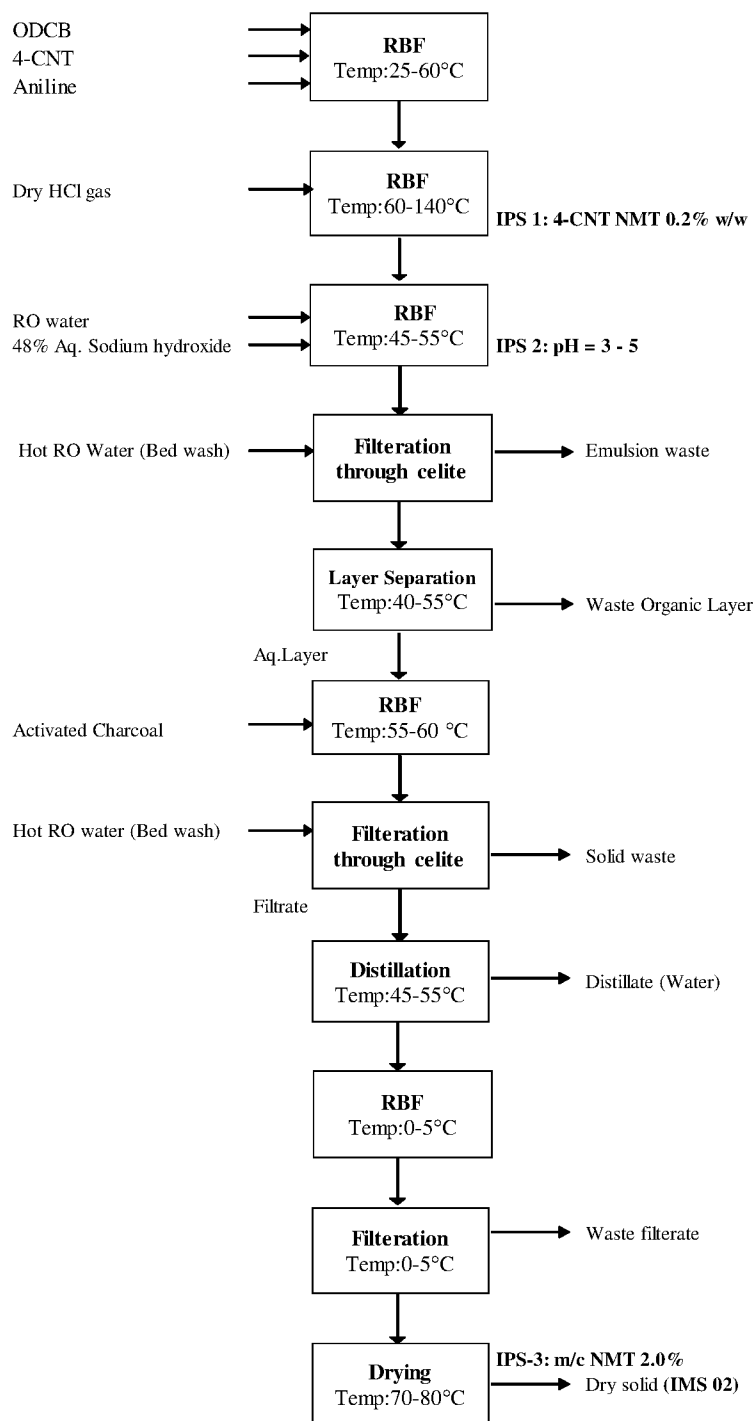 ODCB
4-CNT
Aniline
RBF
Temp:25-60°C
Dry HCl gas
RBF
Temp:60-140°C
IPS 1: 4-CNT NMT 0.2% w/w
RO water
48% Aq. Sodium hydroxide
RBF
Temp:45-55°C
IPS 2: pH = 3 - 5
Hot RO Water (Bed wash)
Filteration
through celite
Emulsion waste
Layer Separation
Temp:40-55°C
Waste Organic Layer
Aq.Layer
Activated Charcoal
RBF
Temp:55-60 °C
Hot RO water (Bed wash)
Filteration
through celite
Solid waste
Filtrate
Distillation
Temp:45-55°C
Distillate (Water)
RBF
Temp:0-5°C
Filteration
Temp:0-5°C
Waste filterate
Drying
Temp:70-80°C
IPS-3: m/c NMT 2.0%
Dry solid (IMS 02)